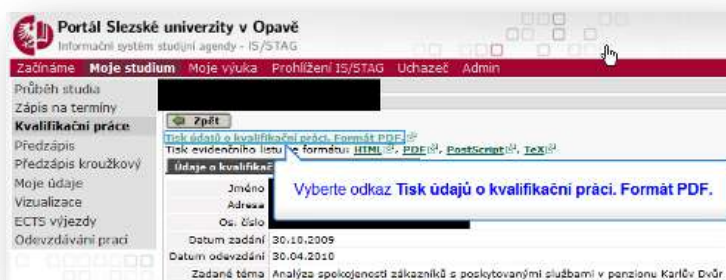 Portál Slezské univerzity v Opavě
Informační systém studijní agendy - IS/STAG
Začínáme Moje studium Moje výuka Prohlížení IS/STAG Uchazeč Admin
Průběh studia
Zápis na termíny
Kvalifikační práce
Předzápis
Předzápis kroužkový
Moje údaje
Vizualizace
ECTS výjezdy
Odevzdávání prací
Zpět
Tisk údajů o kvalifikační práci. Formát PDF.
Tisk evidenčního listu ve formátu: HTML, PDF, PostScript, TeX
Údaje o kvalifikač
Vyberte odkaz Tisk údajů o kvalifikační práci. Formát PDF.
Jméno
Adresa
Os. číslo
Datum zadání 30.10.2009
Datum odevzdání 30.04.2010
Zadané téma Analýza spokojenosti zákazníků s poskytovanými službami v penzionu Karlův Dvůr